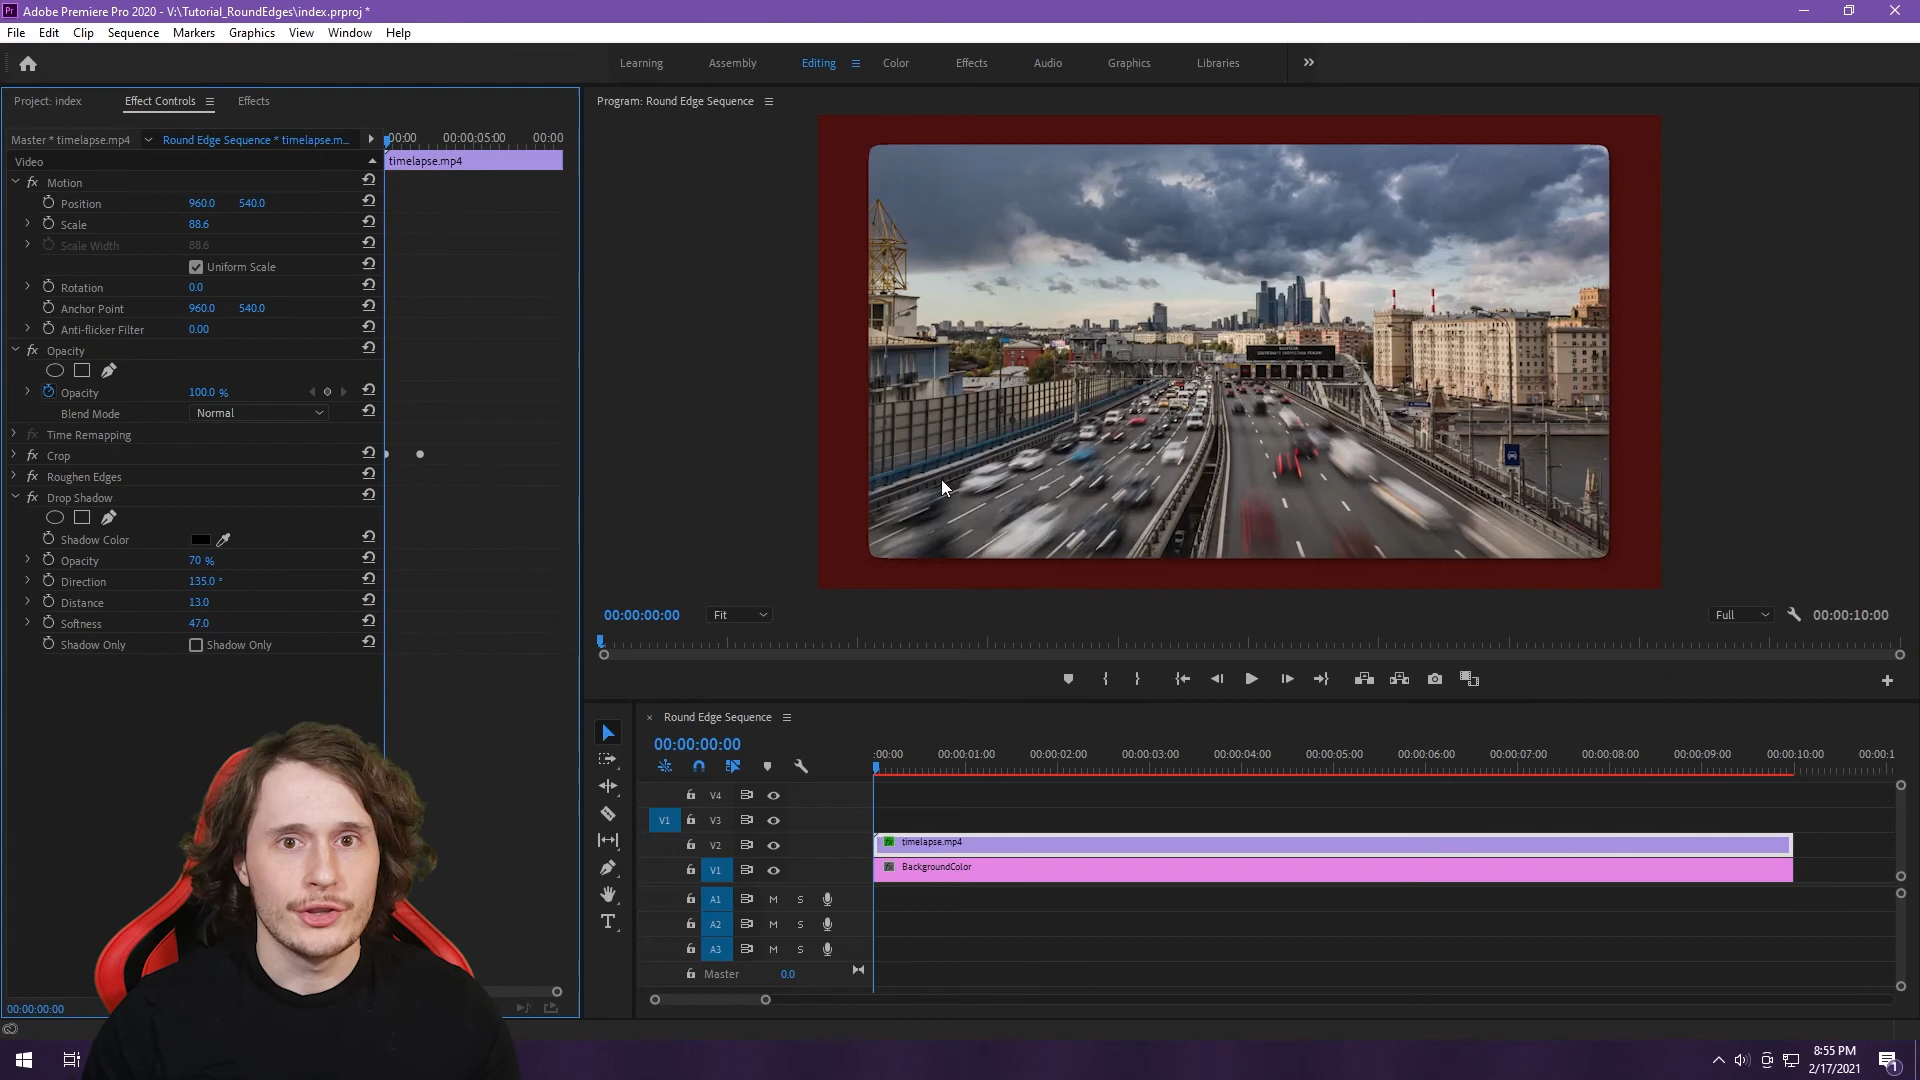 Adobe Premiere Pro 2020 - V:\Tutorial_RoundEdges\index.prproj *
File Edit Clip Sequence Markers Graphics View Window Help
Learning Assembly Editing Color Effects Audio Graphics Libraries
Project: index Effect Controls Effects
Master * timelapse.mp4 Round Edge Sequence * timelapse.m... 00:00 00:00:05:00 00:00
Video timelapse.mp4
fx Motion
Position 960.0 540.0
Scale 88.6
Scale Width 88.6
Uniform Scale
Rotation 0.0
Anchor Point 960.0 540.0
Anti-flicker Filter 0.00
fx Opacity
Opacity 100.0 %
Blend Mode Normal
fx Time Remapping
fx Crop
fx Roughen Edges
fx Drop Shadow
Shadow Color
Opacity 70 %
Direction 135.0 °
Distance 13.0
Softness 47.0
Shadow Only Shadow Only
00:00:00:00
Program: Round Edge Sequence
00:00:00:00 Fit Full 00:00:10:00
Round Edge Sequence
00:00:00:00
:00:00 00:00:01:00 00:00:02:00 00:00:03:00 00:00:04:00 00:00:05:00 00:00:06:00 00:00:07:00 00:00:08:00 00:00:09:00 00:00:10:00 00:00:1
V4
V1 V3
V2 timelapse.mp4
V1 BackgroundColor
A1 M S
A2 M S
A3 M S
Master 0.0
8:55 PM
2/17/2021
1